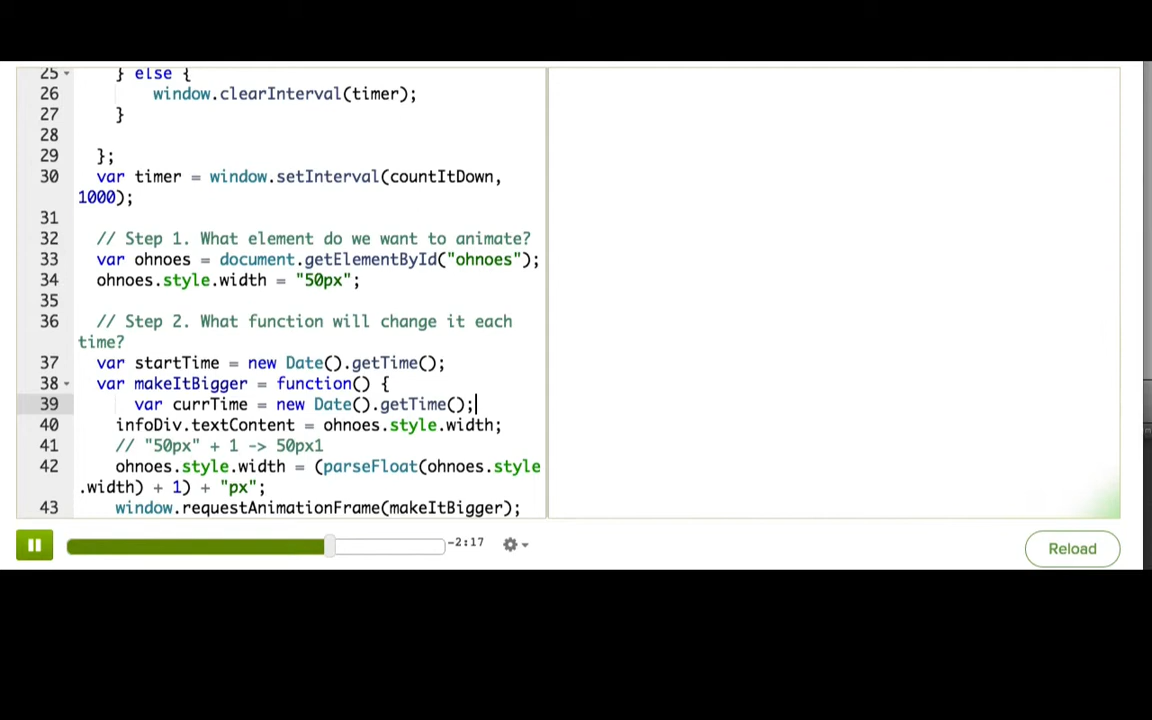 25 } else {
26 window.clearInterval(timer);
27 }
28
29 };
30 var timer = window.setInterval(countItDown,
1000);
31
32 // Step 1. What element do we want to animate?
33 var ohnoes = document.getElementById("ohnoes");
34 ohnoes.style.width = "50px";
35
36 // Step 2. What function will change it each
time?
37 var startTime = new Date().getTime();
38 var makeItBigger = function() {
39 var currTime = new Date().getTime();
40 infoDiv.textContent = ohnoes.style.width;
41 // "50px" + 1 -> 50px1
42 ohnoes.style.width = (parseFloat(ohnoes.style
.width) + 1) + "px";
43 window.requestAnimationFrame(makeItBigger);
-2:17
Reload